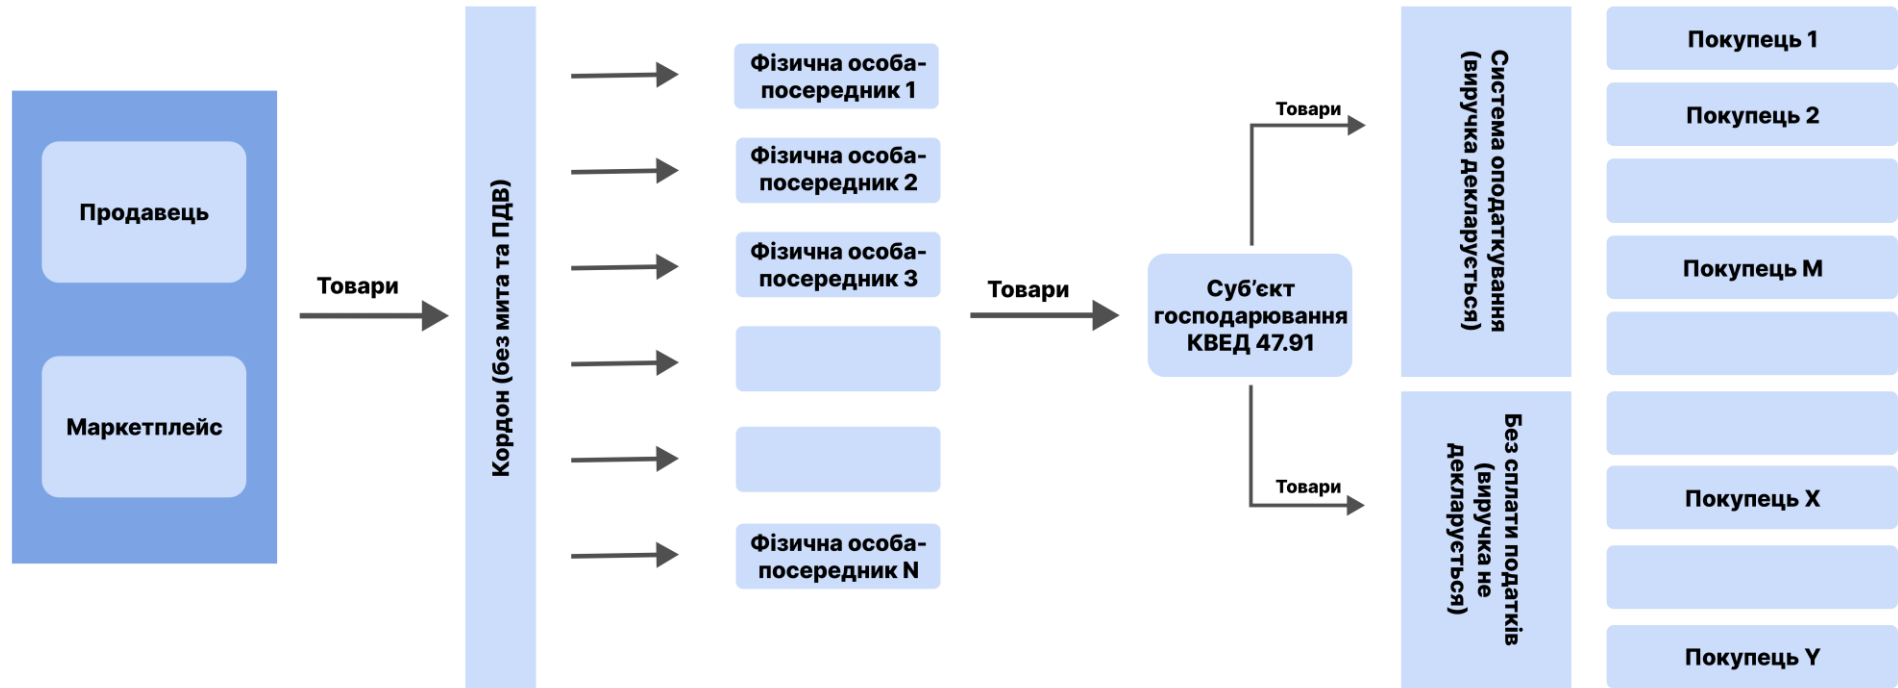 Продавець
Маркетплейс
Товари
Кордон (без мита та ПДВ)
Фізична особа-
посередник 1
Фізична особа-
посередник 2
Фізична особа-
посередник 3
Фізична особа-
посередник N
Товари
Суб’єкт
господарювання
КВЕД 47.91
Товари
Товари
Система оподаткування
(виручка декларується)
Без сплати податків
(виручка не
декларується)
Покупець 1
Покупець 2
Покупець M
Покупець X
Покупець Y